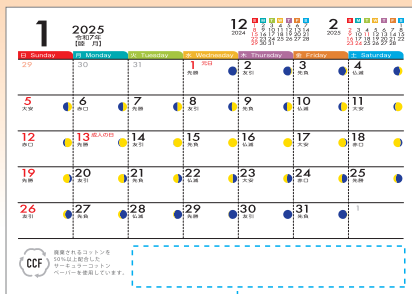 1
2025
令和7年
【睦 月】
12
2024
2
2025
日 Sunday 月 Monday 火 Tuesday 水 Wednesday 木 Thursday 金 Friday 土 Saturday
29 30 31 1 元日 2 3 4
先勝 友引 先負 仏滅
5 6 7 8 9 10 11
大安 赤口 先勝 友引 先負 仏滅 大安
12 13 成人の日 14 15 16 17 18
赤口 先勝 友引 先負 仏滅 大安 赤口
19 20 21 22 23 24 25
先勝 友引 先負 仏滅 大安 赤口 先勝
26 27 28 29 30 31 1
友引 先負 仏滅 先勝 友引 先負
CCF
廃棄されるコットンを
50%以上配合した
サーキュラーコットン
ペーパーを使用しています。